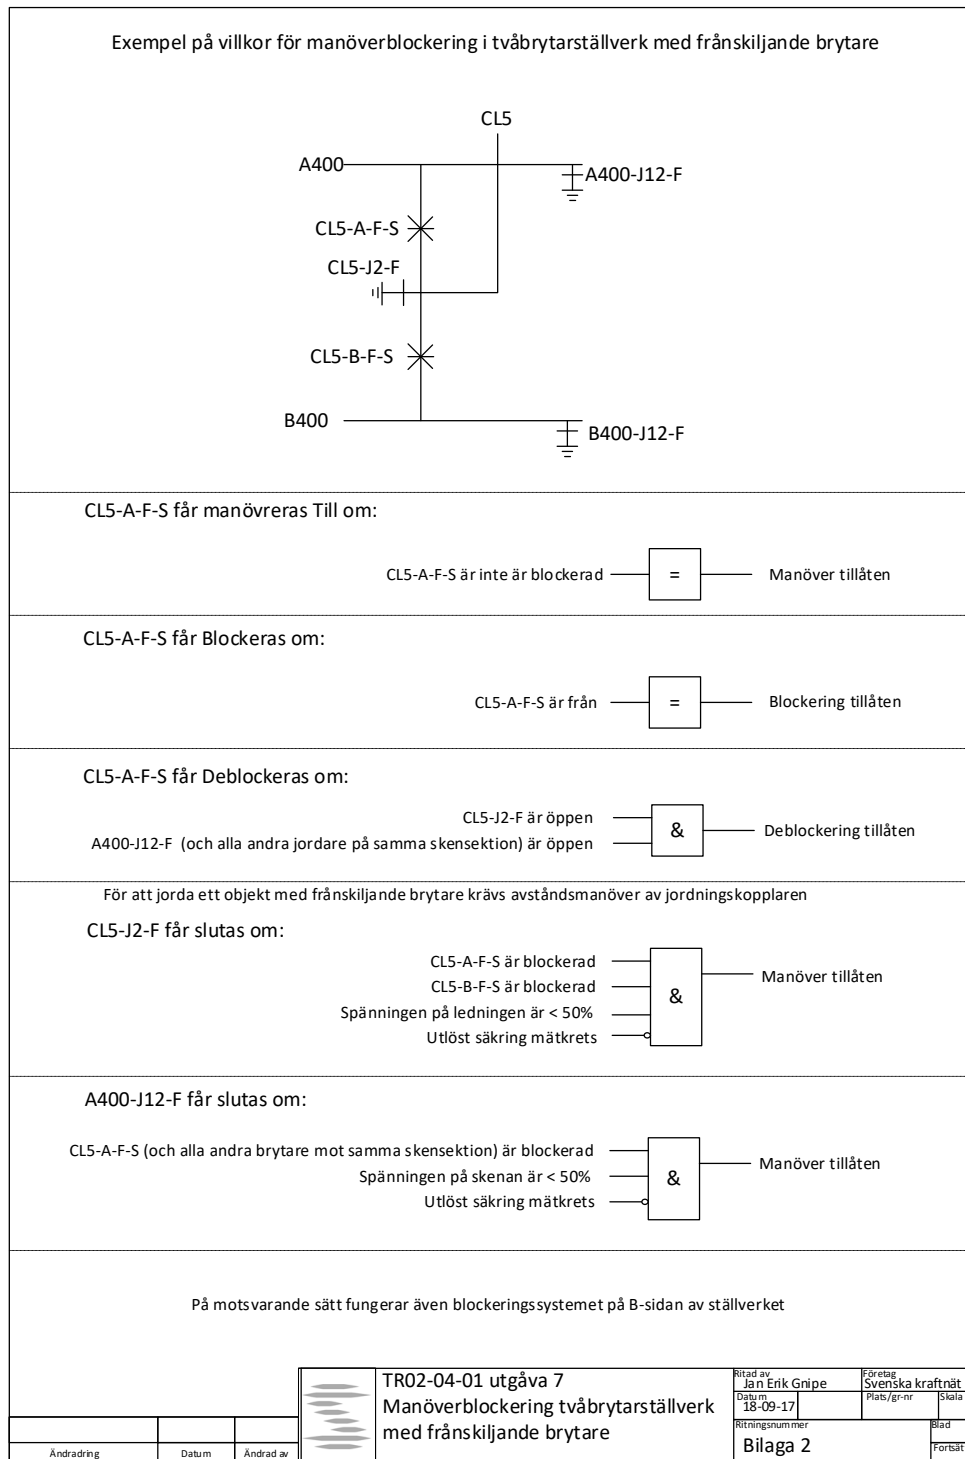 Exempel på villkor för manöverblockering i tvåbrytarställverk med frånskiljande brytare
CL5
A400
A400-J12-F
CL5-A-F-S
CL5-J2-F
CL5-B-F-S
B400
B400-J12-F
CL5-A-F-S får manövreras Till om:
CL5-A-F-S är inte är blockerad
=
Manöver tillåten
CL5-A-F-S får Blockeras om:
CL5-A-F-S är från
=
Blockering tillåten
CL5-A-F-S får Deblockeras om:
CL5-J2-F är öppen
A400-J12-F (och alla andra jordare på samma skensektion) är öppen
&
Deblockering tillåten
För att jorda ett objekt med frånskiljande brytare krävs avståndsmanöver av jordningskopplaren
CL5-J2-F får slutas om:
CL5-A-F-S är blockerad
CL5-B-F-S är blockerad
Spänningen på ledningen är < 50%
Utlöst säkring mätkrets
&
Manöver tillåten
A400-J12-F får slutas om:
CL5-A-F-S (och alla andra brytare mot samma skensektion) är blockerad
Spänningen på skenan är < 50%
Utlöst säkring mätkrets
&
Manöver tillåten
På motsvarande sätt fungerar även blockeringssystemet på B-sidan av ställverket
TR02-04-01 utgåva 7
Manöverblockering tvåbrytarställverk
med frånskiljande brytare
Ritad av
Jan Erik Gnipe
Företag
Svenska kraftnät
Datum
18-09-17
Plats/gr-nr
Skala
Ritningsnummer
Bilaga 2
Blad
Fortsät
Ändradring
Datum
Ändrad av